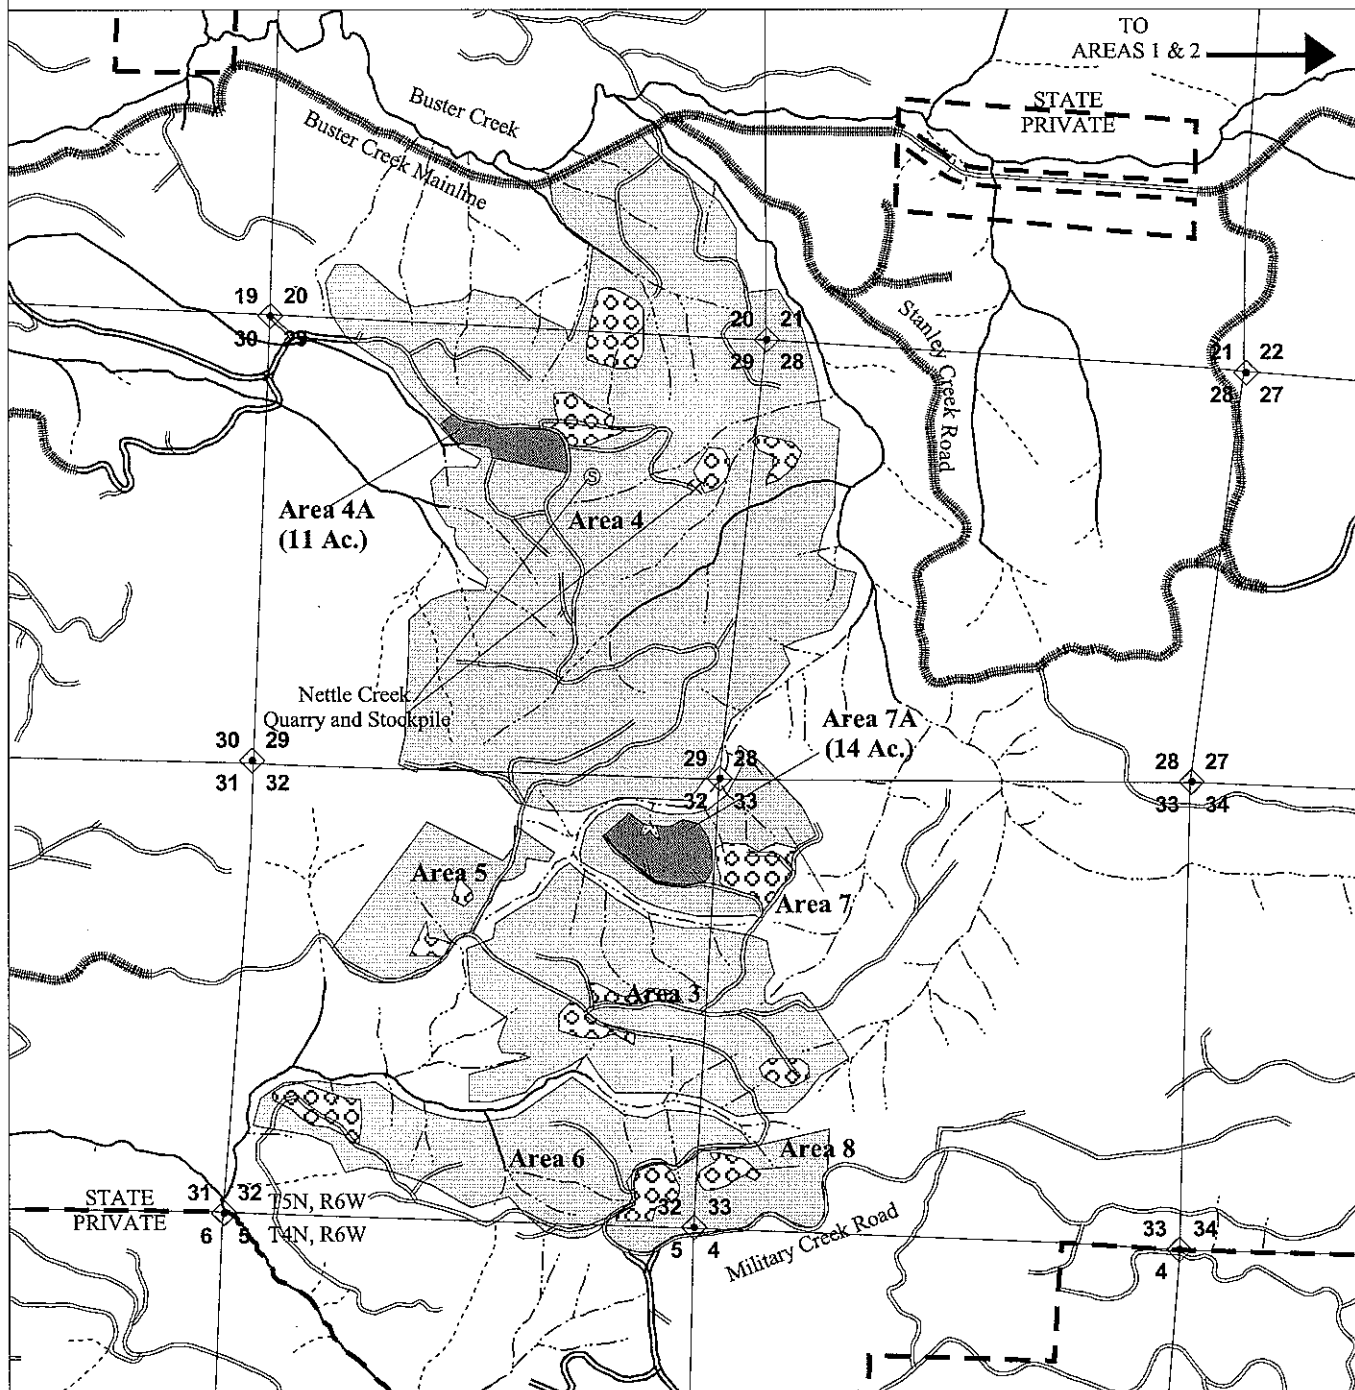 TO
AREAS 1 & 2
STATE
PRIVATE
Buster Creek
Buster Creek Mainline
19 20
30 29
20 21
29 28
21 22
28 27
Stanley Creek Road
Area 4A
(11 Ac.)
S
Area 4
Nettle Creek
Quarry and Stockpile
Area 7A
(14 Ac.)
30 29
31 32
29 28
32 33
28 27
33 34
Area 5
Area 7
Area 3
Area 6
Area 8
STATE
PRIVATE
31 32
6 5
T5N, R6W
T4N, R6W
32 33
5 4
Military Creek Road
33 34
4